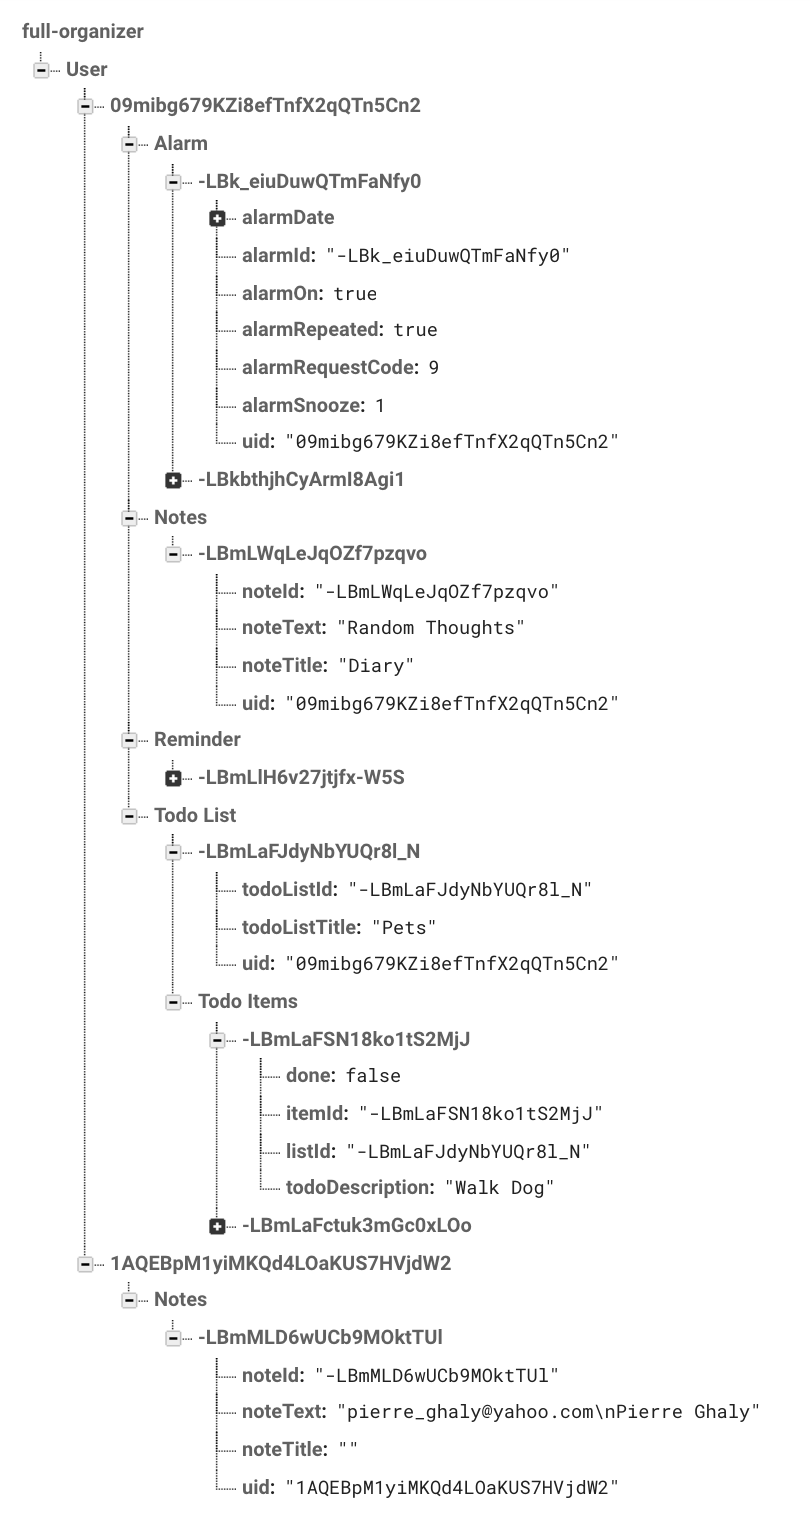 full-organizer
User
09mibg679KZi8efTnfX2qQTn5Cn2
Alarm
-LBk_eiuDuwQTmFaNfy0
alarmDate
alarmId: "-LBk_eiuDuwQTmFaNfy0"
alarmOn: true
alarmRepeated: true
alarmRequestCode: 9
alarmSnooze: 1
uid: "09mibg679KZi8efTnfX2qQTn5Cn2"
-LBkbthjhCyArmI8Agi1
Notes
-LBmLWqLeJqOZf7pzqvo
noteId: "-LBmLWqLeJqOZf7pzqvo"
noteText: "Random Thoughts"
noteTitle: "Diary"
uid: "09mibg679KZi8efTnfX2qQTn5Cn2"
Reminder
-LBmLlH6v27jtjfx-W5S
Todo List
-LBmLaFJdyNbYUQr8l_N
todoListId: "-LBmLaFJdyNbYUQr8l_N"
todoListTitle: "Pets"
uid: "09mibg679KZi8efTnfX2qQTn5Cn2"
Todo Items
-LBmLaFSN18ko1tS2MjJ
done: false
itemId: "-LBmLaFSN18ko1tS2MjJ"
listId: "-LBmLaFJdyNbYUQr8l_N"
todoDescription: "Walk Dog"
-LBmLaFctuk3mGc0xLOo
1AQEBpM1yiMKQd4LOaKUS7HVjdW2
Notes
-LBmMLD6wUCb9MOktTUl
noteId: "-LBmMLD6wUCb9MOktTUl"
noteText: "pierre_ghaly@yahoo.com\nPierre Ghaly"
noteTitle: ""
uid: "1AQEBpM1yiMKQd4LOaKUS7HVjdW2"